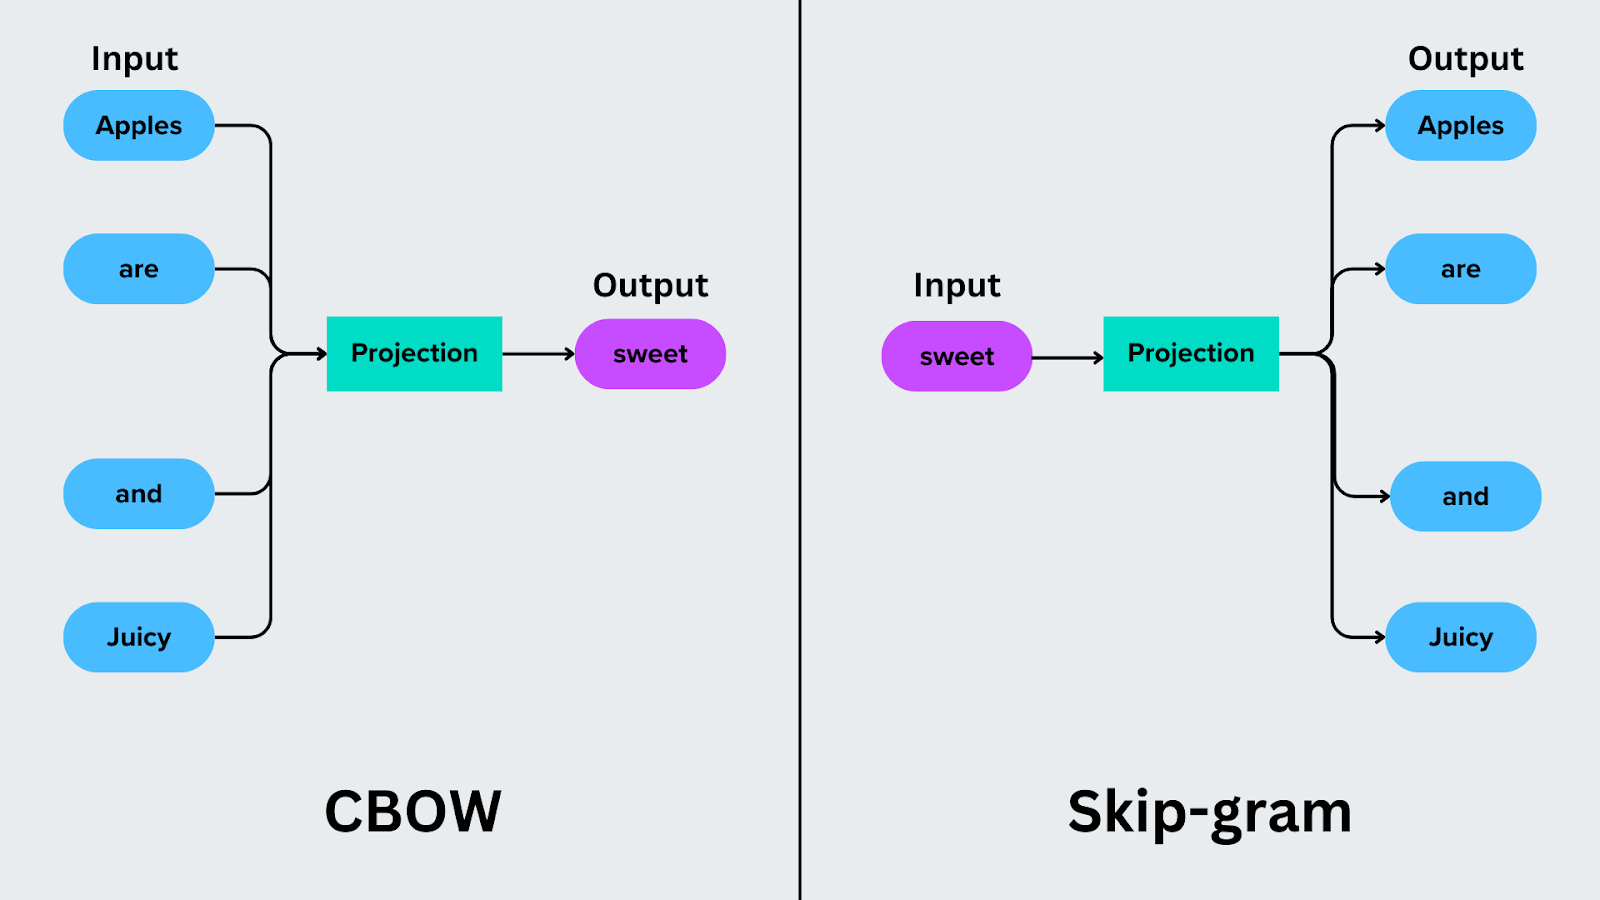 Input
Apples
are
and
Juicy
Projection
Output
sweet
CBOW
Input
sweet
Projection
Output
Apples
are
and
Juicy
Skip-gram